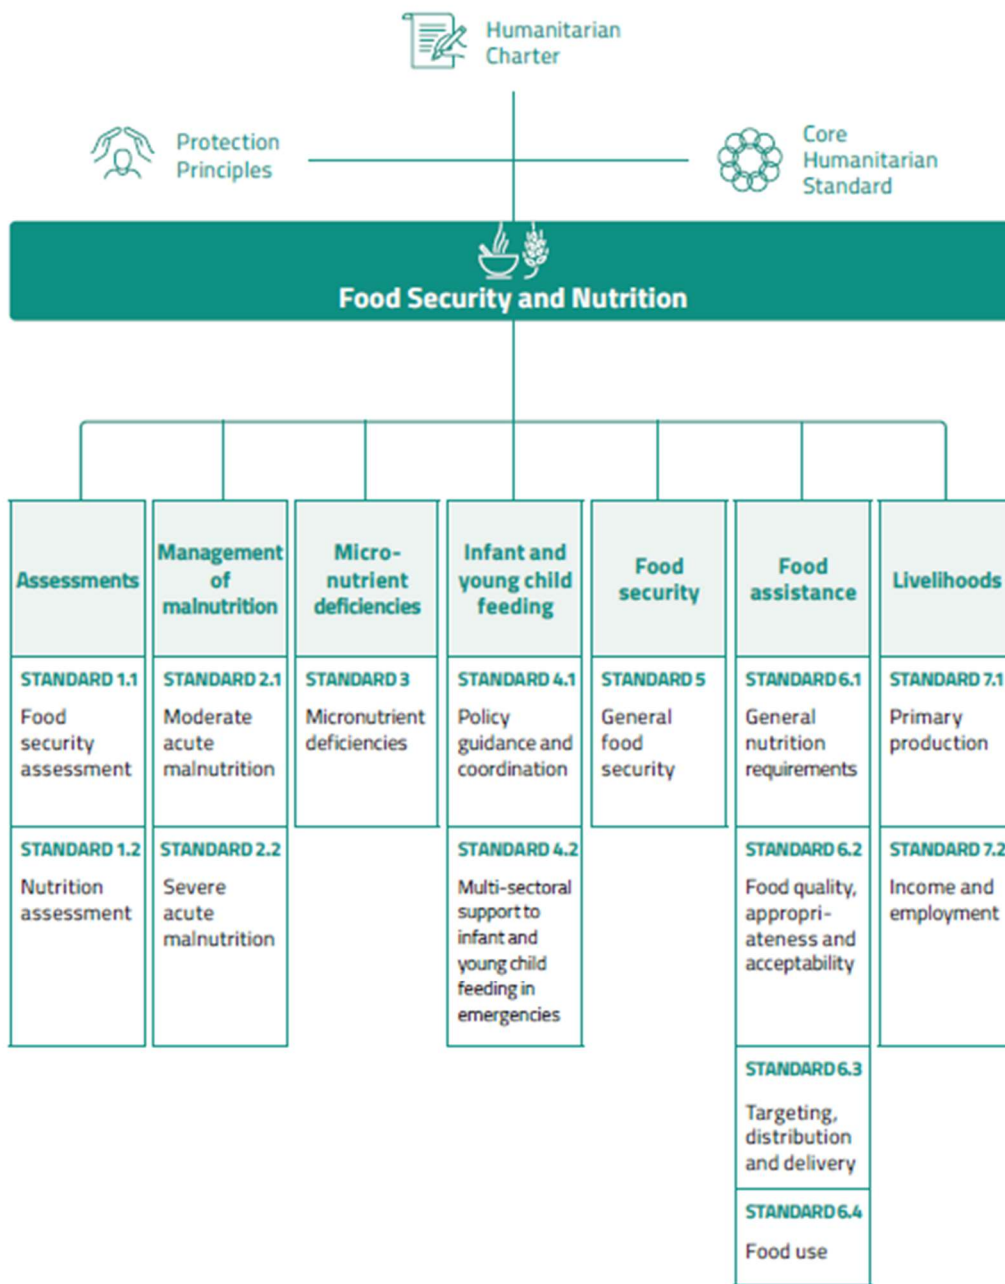 Humanitarian
Charter
Protection
Principles
Core
Humanitarian
Standard
Food Security and Nutrition
Assessments
Management
of
malnutrition
Micro-
nutrient
deficiencies
Infant and
young child
feeding
Food
security
Food
assistance
Livelihoods
STANDARD 1.1
Food
security
assessment
STANDARD 2.1
Moderate
acute
malnutrition
STANDARD 3
Micronutrient
deficiencies
STANDARD 4.1
Policy
guidance and
coordination
STANDARD 5
General
food
security
STANDARD 6.1
General
nutrition
requirements
STANDARD 7.1
Primary
production
STANDARD 1.2
Nutrition
assessment
STANDARD 2.2
Severe
acute
malnutrition
STANDARD 4.2
Multi-sectoral
support to
infant and
young child
feeding in
emergencies
STANDARD 6.2
Food quality,
appropri-
ateness and
acceptability
STANDARD 7.2
Income and
employment
STANDARD 6.3
Targeting,
distribution
and delivery
STANDARD 6.4
Food use